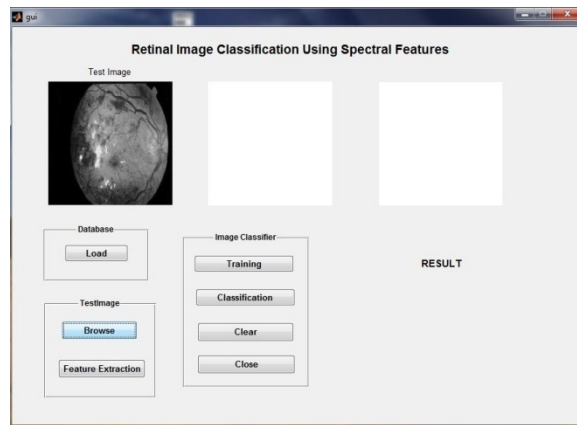 gui
Retinal Image Classification Using Spectral Features
Test Image
Database
Load
TestImage
Browse
Feature Extraction
Image Classifier
Training
Classification
Clear
Close
RESULT